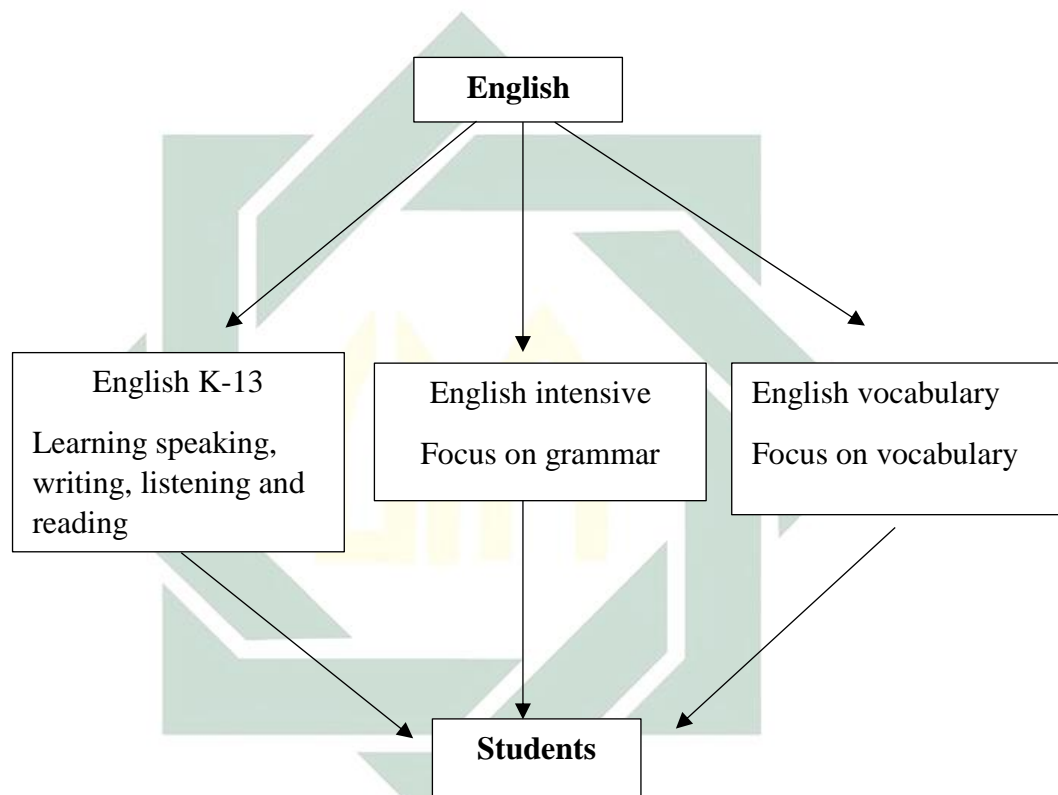 English
English K-13
Learning speaking,
writing, listening and
reading
English intensive
Focus on grammar
English vocabulary
Focus on vocabulary
Students